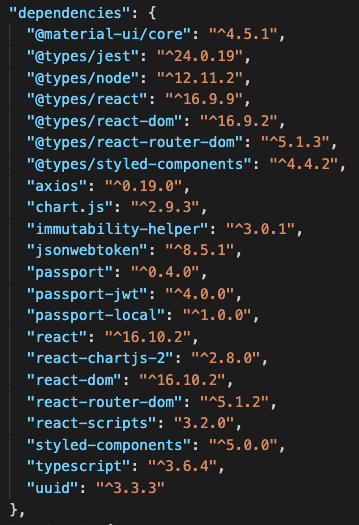 "dependencies": {
"@material-ui/core": "^4.5.1",
"@types/jest": "^24.0.19",
"@types/node": "^12.11.2",
"@types/react": "^16.9.9",
"@types/react-dom": "^16.9.2",
"@types/react-router-dom": "^5.1.3",
"@types/styled-components": "^4.4.2",
"axios": "^0.19.0",
"chart.js": "^2.9.3",
"immutability-helper": "^3.0.1",
"jsonwebtoken": "^8.5.1",
"passport": "^0.4.0",
"passport-jwt": "^4.0.0",
"passport-local": "^1.0.0",
"react": "^16.10.2",
"react-chartjs-2": "^2.8.0",
"react-dom": "^16.10.2",
"react-router-dom": "^5.1.2",
"react-scripts": "3.2.0",
"styled-components": "^5.0.0",
"typescript": "^3.6.4",
"uuid": "^3.3.3"
},